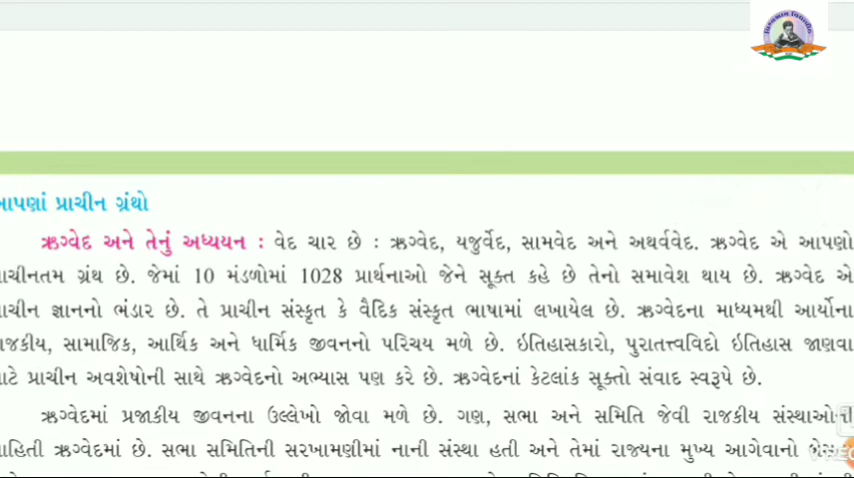 આપણાં પ્રાચીન ગ્રંથો
ઋગ્વેદ અને તેનું અધ્યયન : વેદ ચાર છે : ઋગ્વેદ, યજુર્વેદ, સામવેદ અને અથર્વવેદ. ઋગ્વેદ એ આપણો
પ્રાચીનતમ ગ્રંથ છે. જેમાં 10 મંડળોમાં 1028 પ્રાર્થનાઓ જેને સૂક્ત કહે છે તેનો સમાવેશ થાય છે. ઋગ્વેદ એ
પ્રાચીન જ્ઞાનનો ભંડાર છે. તે પ્રાચીન સંસ્કૃત કે વૈદિક સંસ્કૃત ભાષામાં લખાયેલ છે. ઋગ્વેદના માધ્યમથી આર્યોના
રાજકીય, સામાજિક, આર્થિક અને ધાર્મિક જીવનનો પરિચય મળે છે. ઇતિહાસકારો, પુરાતત્ત્વવિદો ઇતિહાસ જાણવા
માટે પ્રાચીન અવશેષોની સાથે ઋગ્વેદનો અભ્યાસ પણ કરે છે. ઋગ્વેદનાં કેટલાંક સૂક્તો સંવાદ સ્વરૂપે છે.
ઋગ્વેદમાં પ્રજાકીય જીવનના ઉલ્લેખો જોવા મળે છે. ગણ, સભા અને સમિતિ જેવી રાજકીય સંસ્થાઓની
માહિતી ઋગ્વેદમાં છે. સભા સમિતિની સરખામણીમાં નાની સંસ્થા હતી અને તેમાં રાજ્યના મુખ્ય આગેવાનો